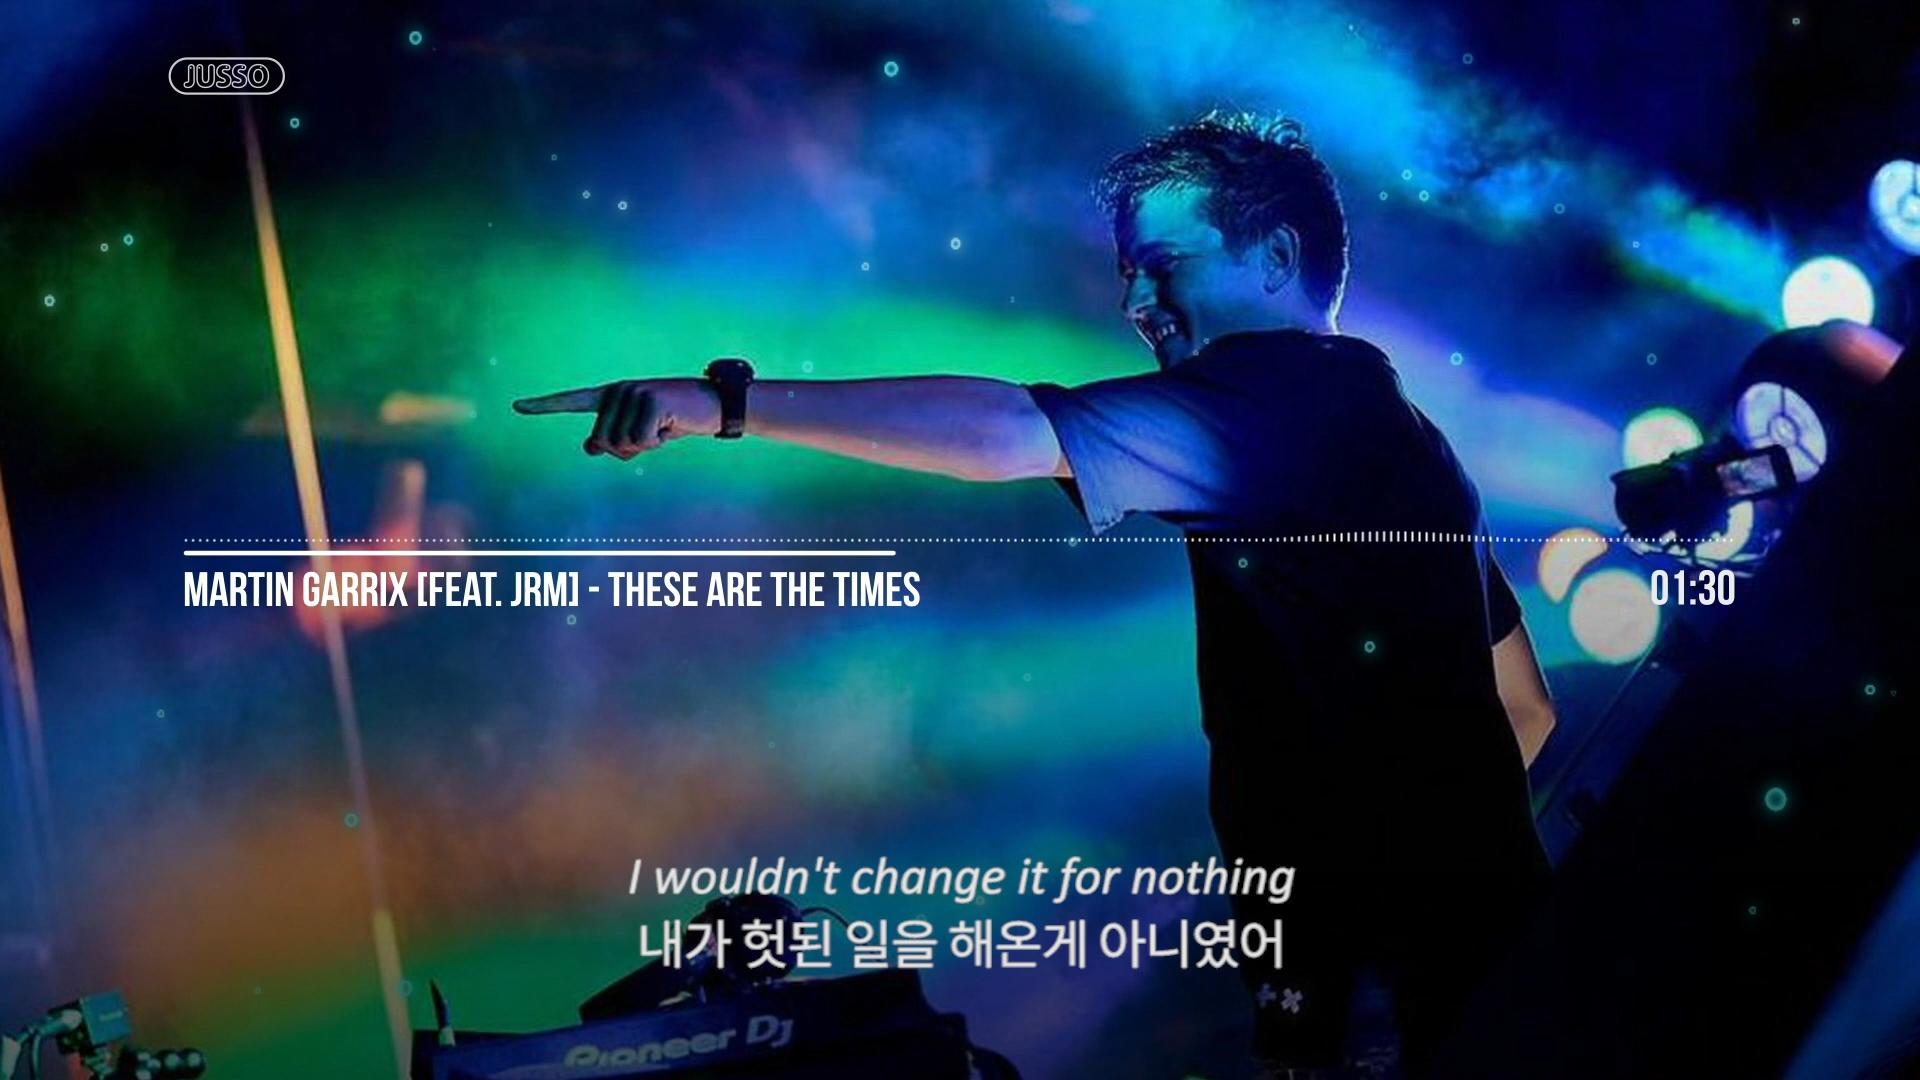 JUSSO
MARTIN GARRIX [FEAT. JRM] - THESE ARE THE TIMES
01:30
I wouldn't change it for nothing
내가 헛된 일을 해온게 아니였어
+×
Pioneer DJ